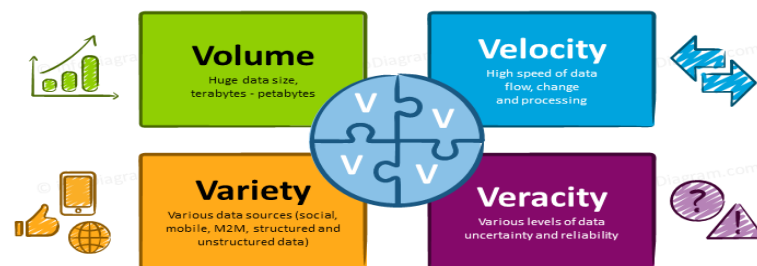 Volume
Huge data size,
terabytes - petabytes
Velocity
High speed of data
flow, change
and processing
V
V
V
V
Variety
Various data sources (social,
mobile, M2M, structured and
unstructured data)
Veracity
Various levels of data
uncertainty and reliability
?
!